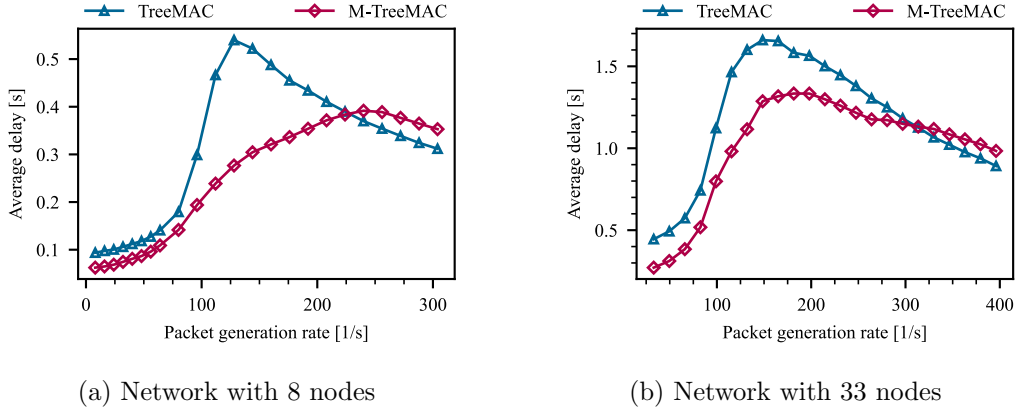 TreeMAC M-TreeMAC
0.5
0.4
0.3
0.2
0.1
Average delay [s]
0 100 200 300
Packet generation rate [1/s]
(a) Network with 8 nodes
TreeMAC M-TreeMAC
1.5
1.0
0.5
Average delay [s]
100 200 300 400
Packet generation rate [1/s]
(b) Network with 33 nodes